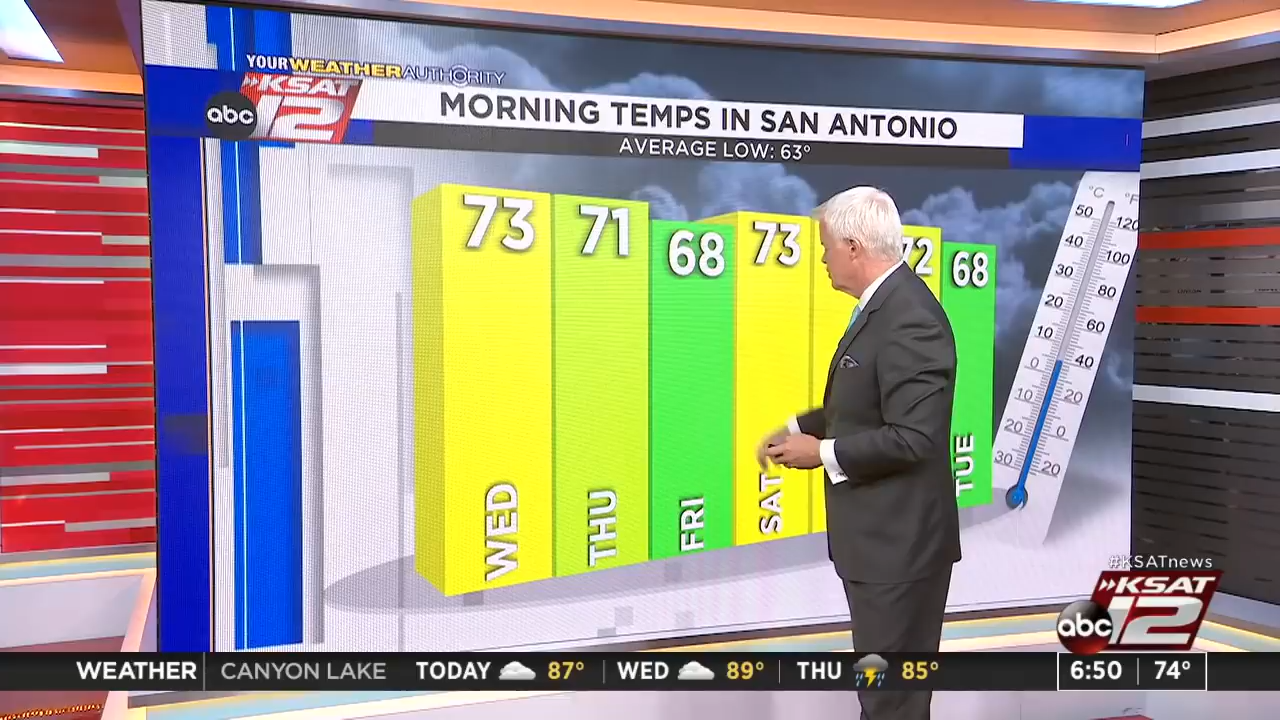 YOUR WEATHER AUTHORITY
abc »KSAT 12
MORNING TEMPS IN SAN ANTONIO
AVERAGE LOW: 63°
73 71 68 73 72 68
WED THU FRI SAT TUE
°C °F
50 120
40 100
30 80
20 60
10 40
0 20
10 0
20 20
30
#KSATnews
abc »KSAT 12
WEATHER CANYON LAKE TODAY 87° WED 89° THU 85° 6:50 74°